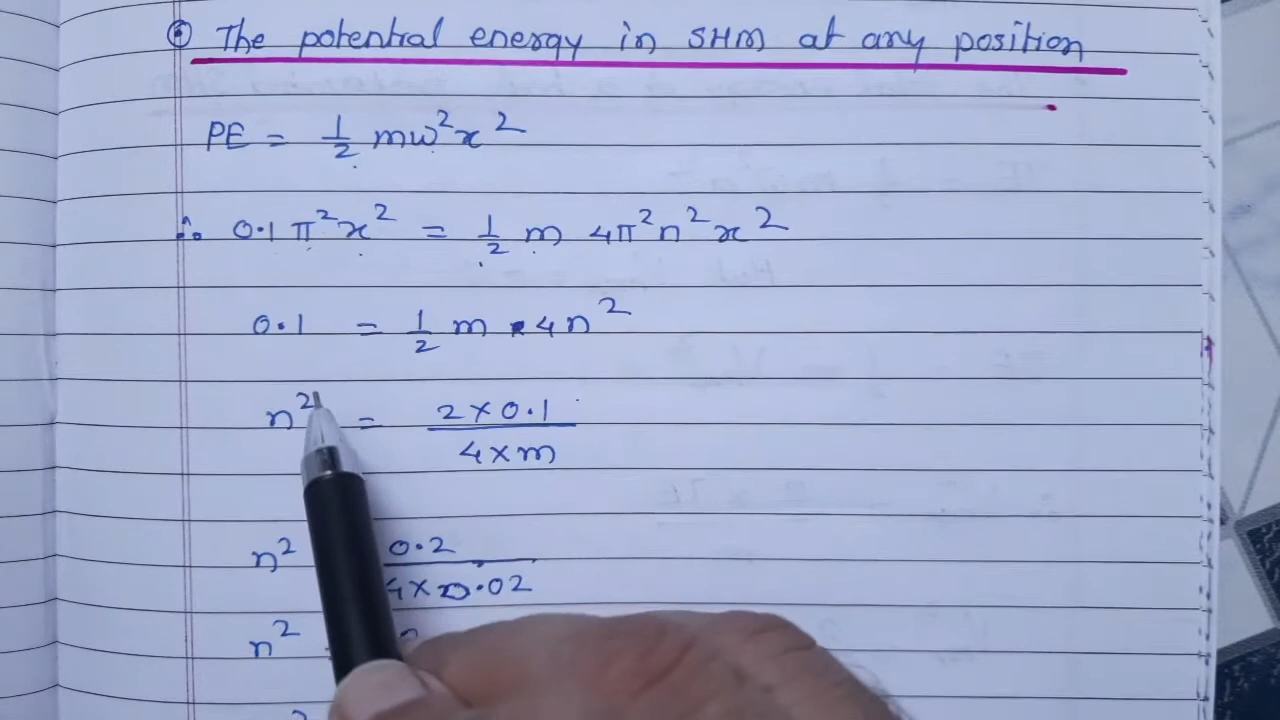 The potential energy in SHM at any position
PE = 1/2 mω²x²
∴ 0.1 π²x² = 1/2 m 4π²n²x²
0.1 = 1/2 m 4n²
n² = 2×0.1 / 4×m
n² 0.2 / 4×0.02
n²